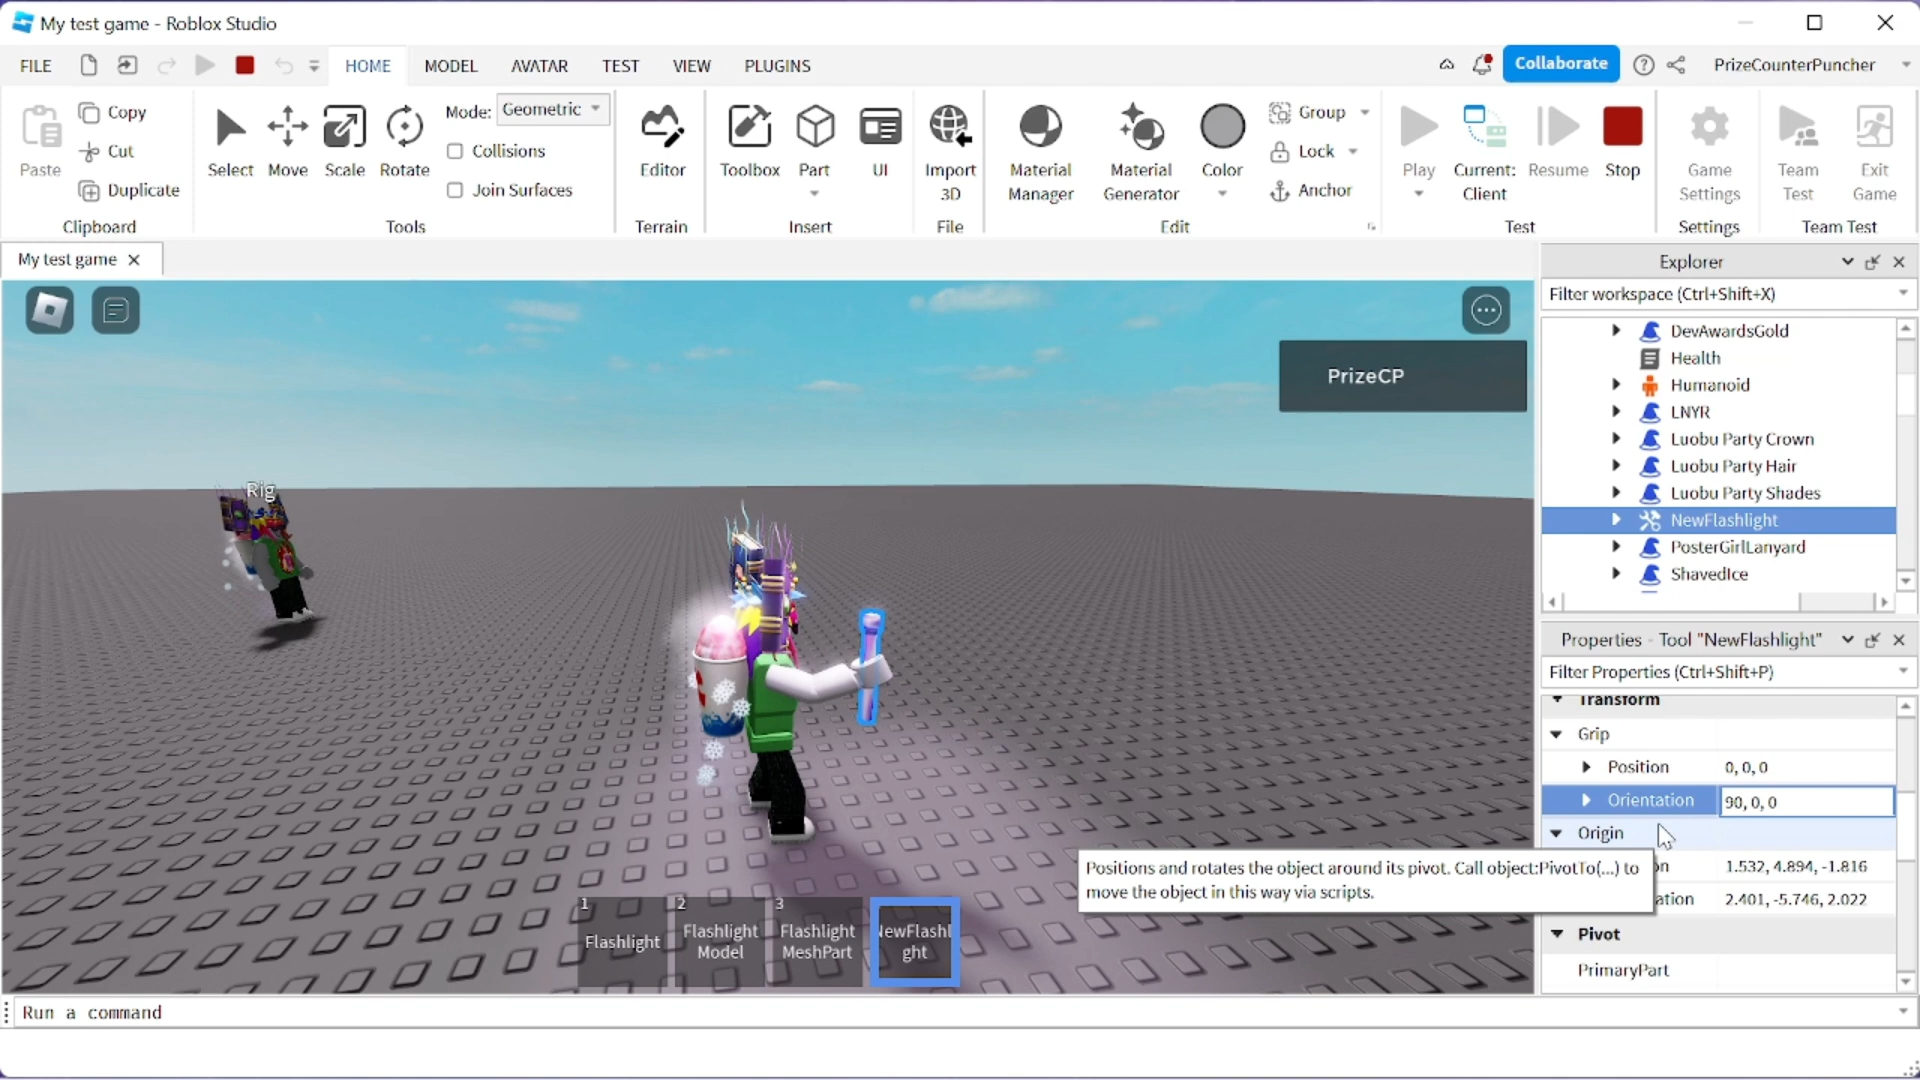 My test game - Roblox Studio
FILE HOME MODEL AVATAR TEST VIEW PLUGINS Collaborate PrizeCounterPuncher
Paste Copy Cut Duplicate
Clipboard
Select Move Scale Rotate
Mode: Geometric
Collisions
Join Surfaces
Tools
Editor
Terrain
Toolbox Part UI
Insert
Import 3D
File
Material Manager Material Generator Color
Group
Lock
Anchor
Edit
Play Current: Client Resume Stop
Test
Game Settings
Settings
Team Test Exit Game
Team Test
My test game
PrizeCP
Rig
1 Flashlight
2 Flashlight Model
3 Flashlight MeshPart
NewFlashl
ght
Explorer
Filter workspace (Ctrl+Shift+X)
DevAwardsGold
Health
Humanoid
LNYR
Luobu Party Crown
Luobu Party Hair
Luobu Party Shades
NewFlashlight
PosterGirlLanyard
ShavedIce
Properties - Tool "NewFlashlight"
Filter Properties (Ctrl+Shift+P)
Transform
Grip
Position 0, 0, 0
Orientation 90, 0, 0
Origin
on 1.532, 4.894, -1.816
ation 2.401, -5.746, 2.022
Pivot
PrimaryPart
Positions and rotates the object around its pivot. Call object:PivotTo(...) to
move the object in this way via scripts.
Run a command